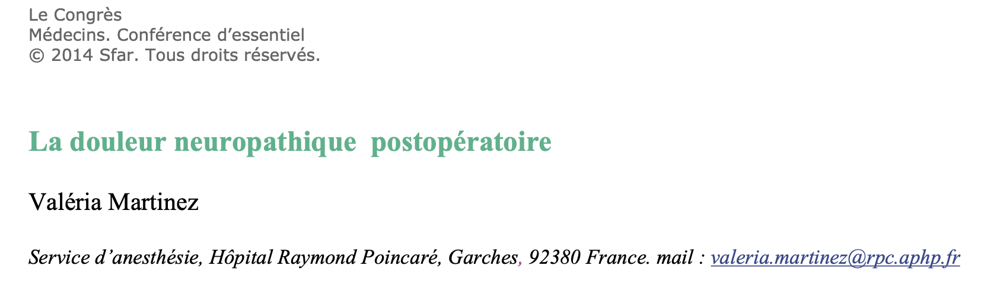 Le Congrès
Médecins. Conférence d’essentiel
© 2014 Sfar. Tous droits réservés.
La douleur neuropathique  postopératoire
Valéria Martinez
Service d’anesthésie, Hôpital Raymond Poincaré, Garches, 92380 France. mail : valeria.martinez@rpc.aphp.fr